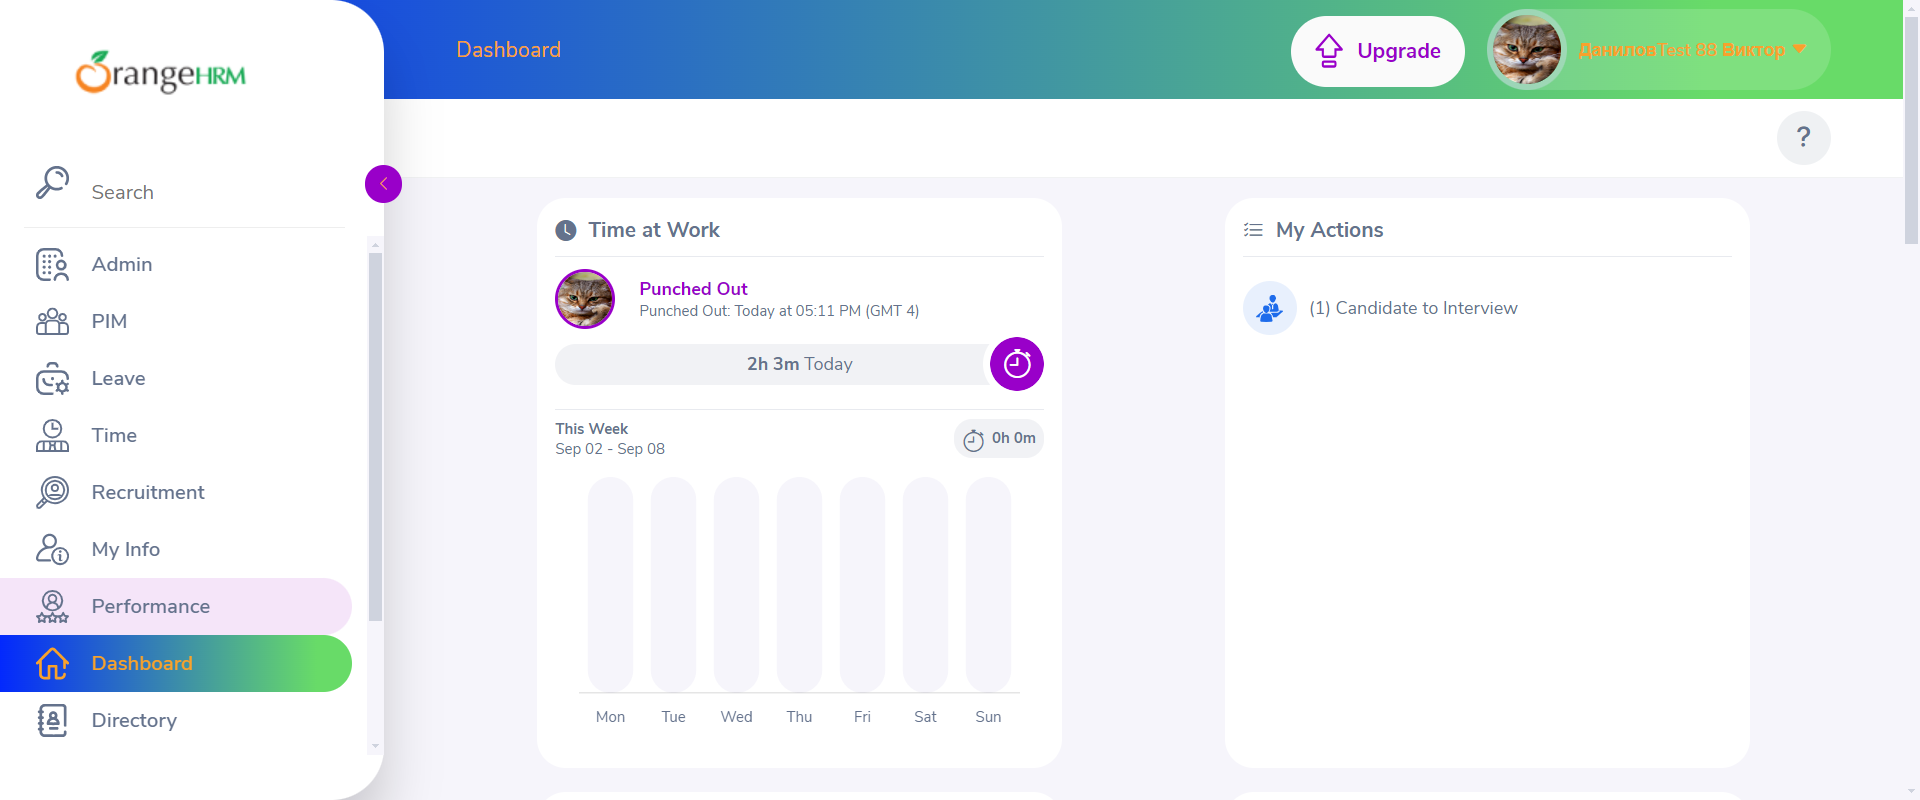 OrangeHRM
Search
Admin
PIM
Leave
Time
Recruitment
My Info
Performance
Dashboard
Directory
Dashboard
Upgrade
ДаниловTest 88 Виктор
?
Time at Work
Punched Out
Punched Out: Today at 05:11 PM (GMT 4)
2h 3m Today
This Week
Sep 02 - Sep 08
0h 0m
Mon Tue Wed Thu Fri Sat Sun
My Actions
(1) Candidate to Interview